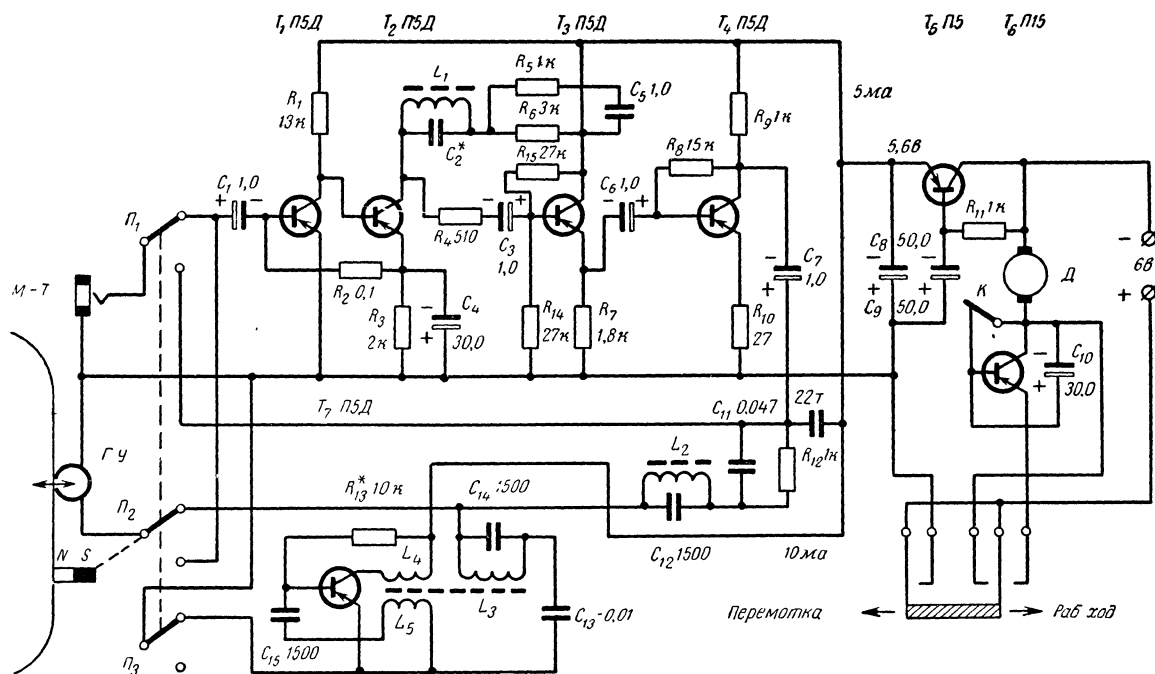 T₁ П5Д
T₂ П5Д
T₃ П5Д
T₄ П5Д
T₅ П5
T₆ П15
R₁
13к
L₁
C₂*
R₅ 1к
R₆ 3к
C₅ 1,0
R₁₅ 27к
R₈ 15к
R₉ 1к
5 ма
5,6в
C₁ 1,0
+ -
П₁
R₄ 510
- +
C₃
1,0
C₆ 1,0
- +
R₁₁ 1к
C₈ 50,0
-
+
C₉ 50,0
-
+
C₇
1,0
-
+
Д
-
6в
+
М-Т
R₂ 0,1
R₃
2к
C₄
30,0
-
+
R₁₄
27к
R₇
1,8к
R₁₀
27
К
C₁₀
30,0
-
+
T₇ П5Д
C₁₁ 0.047
22т
R₁₂ 1к
ГУ
L₂
П₂
R₁₃* 10к
C₁₄ 1500
C₁₂ 1500
10 ма
N S
L₄
L₃
L₅
C₁₃ 0,01
C₁₅ 1500
П₃
Перемотка
Раб ход